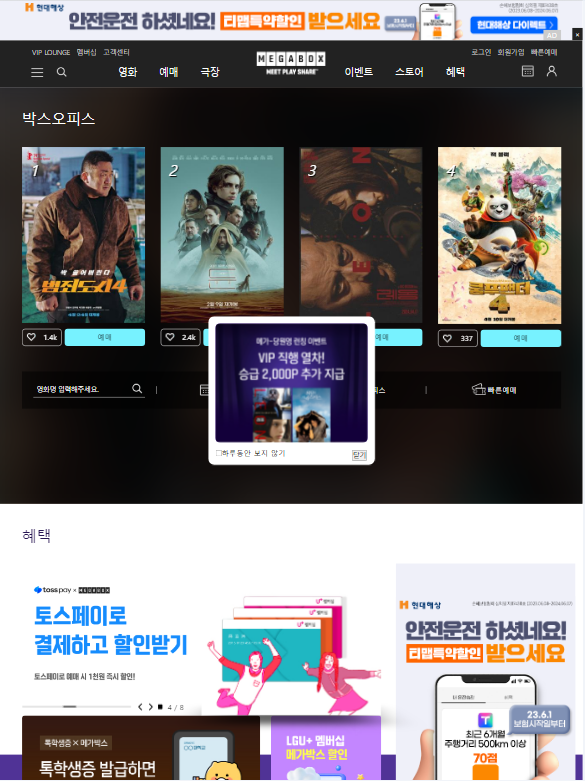 현대해상
안전운전 하셨네요! 티맵특약할인 받으세요
23.6.1
현대해상 다이렉트 >
AD
VIP LOUNGE 멤버십 고객센터
로그인 회원가입 빠른예매
MEGABOX
MEET PLAY SHARE
영화 예매 극장 이벤트 스토어 혜택
박스오피스
1
2
3
4
범죄도시4
쿵푸팬더
4
1.4k 예매
2.4k
예매
337 예매
영화명 입력해주세요.
빠른예매
메가-당원영 런칭 이벤트
VIP 직행 열차!
승급 2,000P 추가 지급
하루동안 보지 않기
닫기
혜택
toss pay × MEGABOX
토스페이로
결제하고 할인받기
토스페이로 예매 시 1천원 즉시 할인!
4 / 8
현대해상
안전운전 하셨네요!
티맵특약할인 받으세요
23.6.1
보험시작일부터
최근 6개월
주행거리 500km 이상
70점
톡학생증 × 메가박스
톡학생증 발급하면
LGU+ 멤버십
메가박스 할인